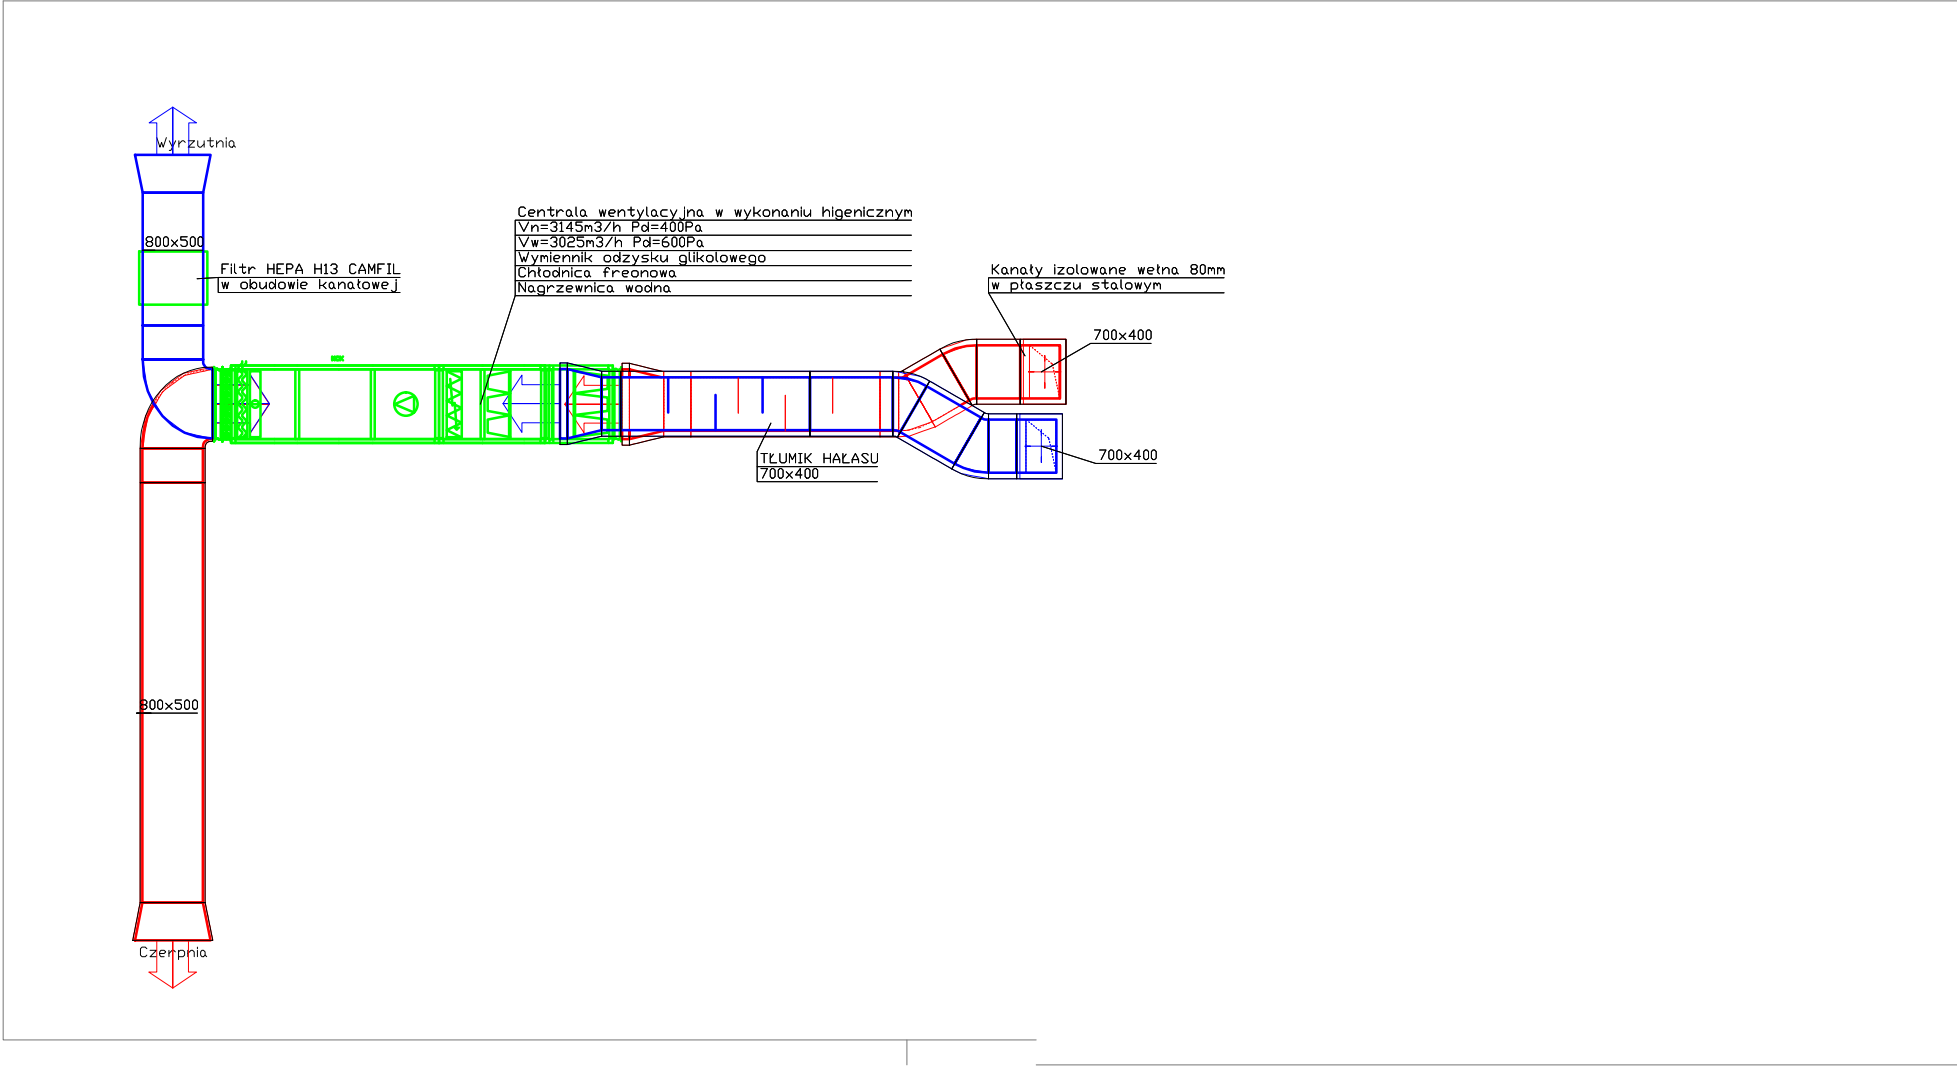 Wyrzutnia
800x500
Filtr HEPA H13 CAMFIL
w obudowie kanałowej
Centrala wentylacyjna w wykonaniu higenicznym
Vn=3145m3/h Pd=400Pa
Vw=3025m3/h Pd=600Pa
Wymiennik odzysku glikolowego
Chłodnica freonowa
Nagrzewnica wodna
Kanały izolowane wełna 80mm
w płaszczu stalowym
700x400
700x400
TŁUMIK HAŁASU
700x400
800x500
Czerpnia